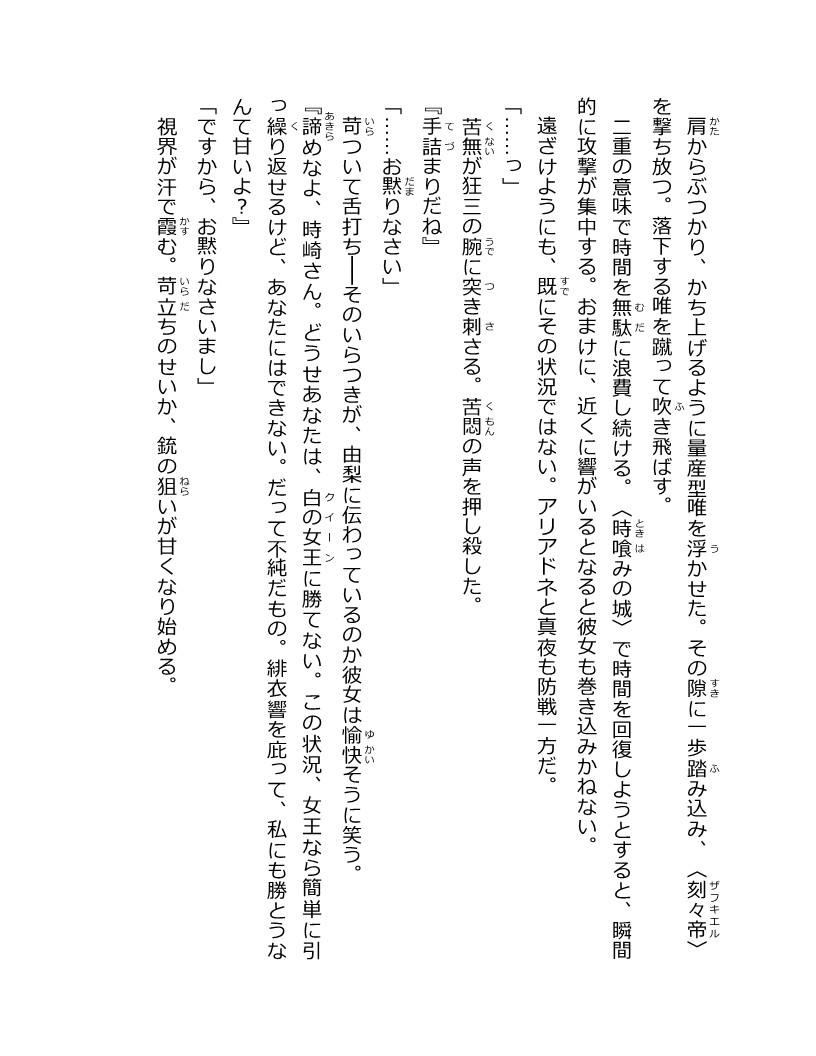 肩からぶつかり、かち上げるように量産型唯を浮かせた。その隙に一歩踏み込み、〈刻々帝〉
を撃ち放つ。落下する唯を蹴って吹き飛ばす。
二重の意味で時間を無駄に浪費し続ける。〈時喰みの城〉で時間を回復しようとすると、瞬間
的に攻撃が集中する。おまけに、近くに響がいるとなると彼女も巻き込みかねない。
遠ざけようにも、既にその状況ではない。アリアドネと真夜も防戦一方だ。
「……っ」
苦無が狂三の腕に突き刺さる。苦悶の声を押し殺した。
『手詰まりだね』
「……お黙りなさい」
苛ついて舌打ち――そのいらつきが、由梨に伝わっているのか彼女は愉快そうに笑う。
『諦めなよ、時崎さん。どうせあなたは、白の女王に勝てない。この状況、女王なら簡単に引
っ繰り返せるけど、あなたにはできない。だって不純だもの。緋衣響を庇って、私にも勝とうな
んて甘いよ？』
「ですから、お黙りなさいまし」
視界が汗で霞む。苛立ちのせいか、銃の狙いが甘くなり始める。